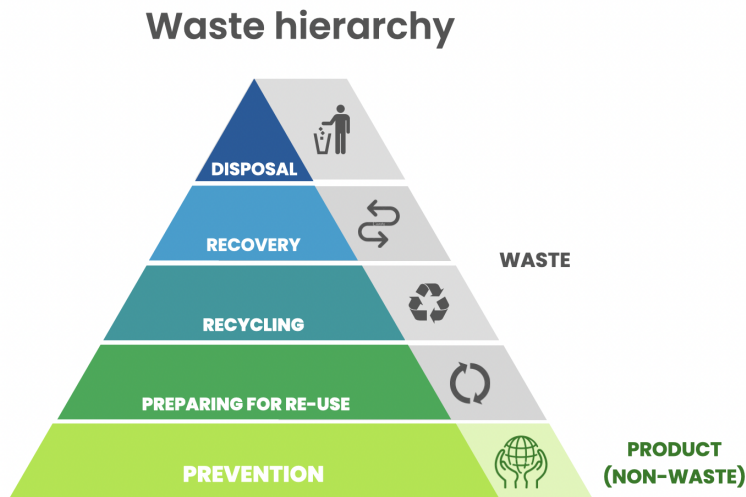 Waste hierarchy
DISPOSAL
RECOVERY
WASTE
RECYCLING
PREPARING FOR RE-USE
PREVENTION
PRODUCT
(NON-WASTE)